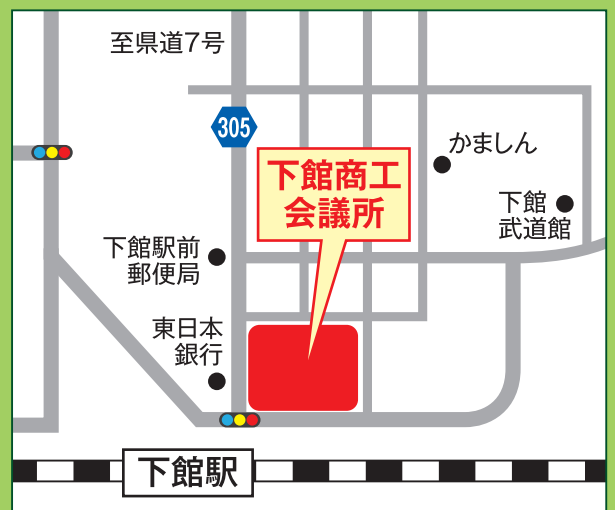 至県道7号
305
かましん
下館商工
会議所
下館
武道館
下館駅前
郵便局
東日本
銀行
下館駅